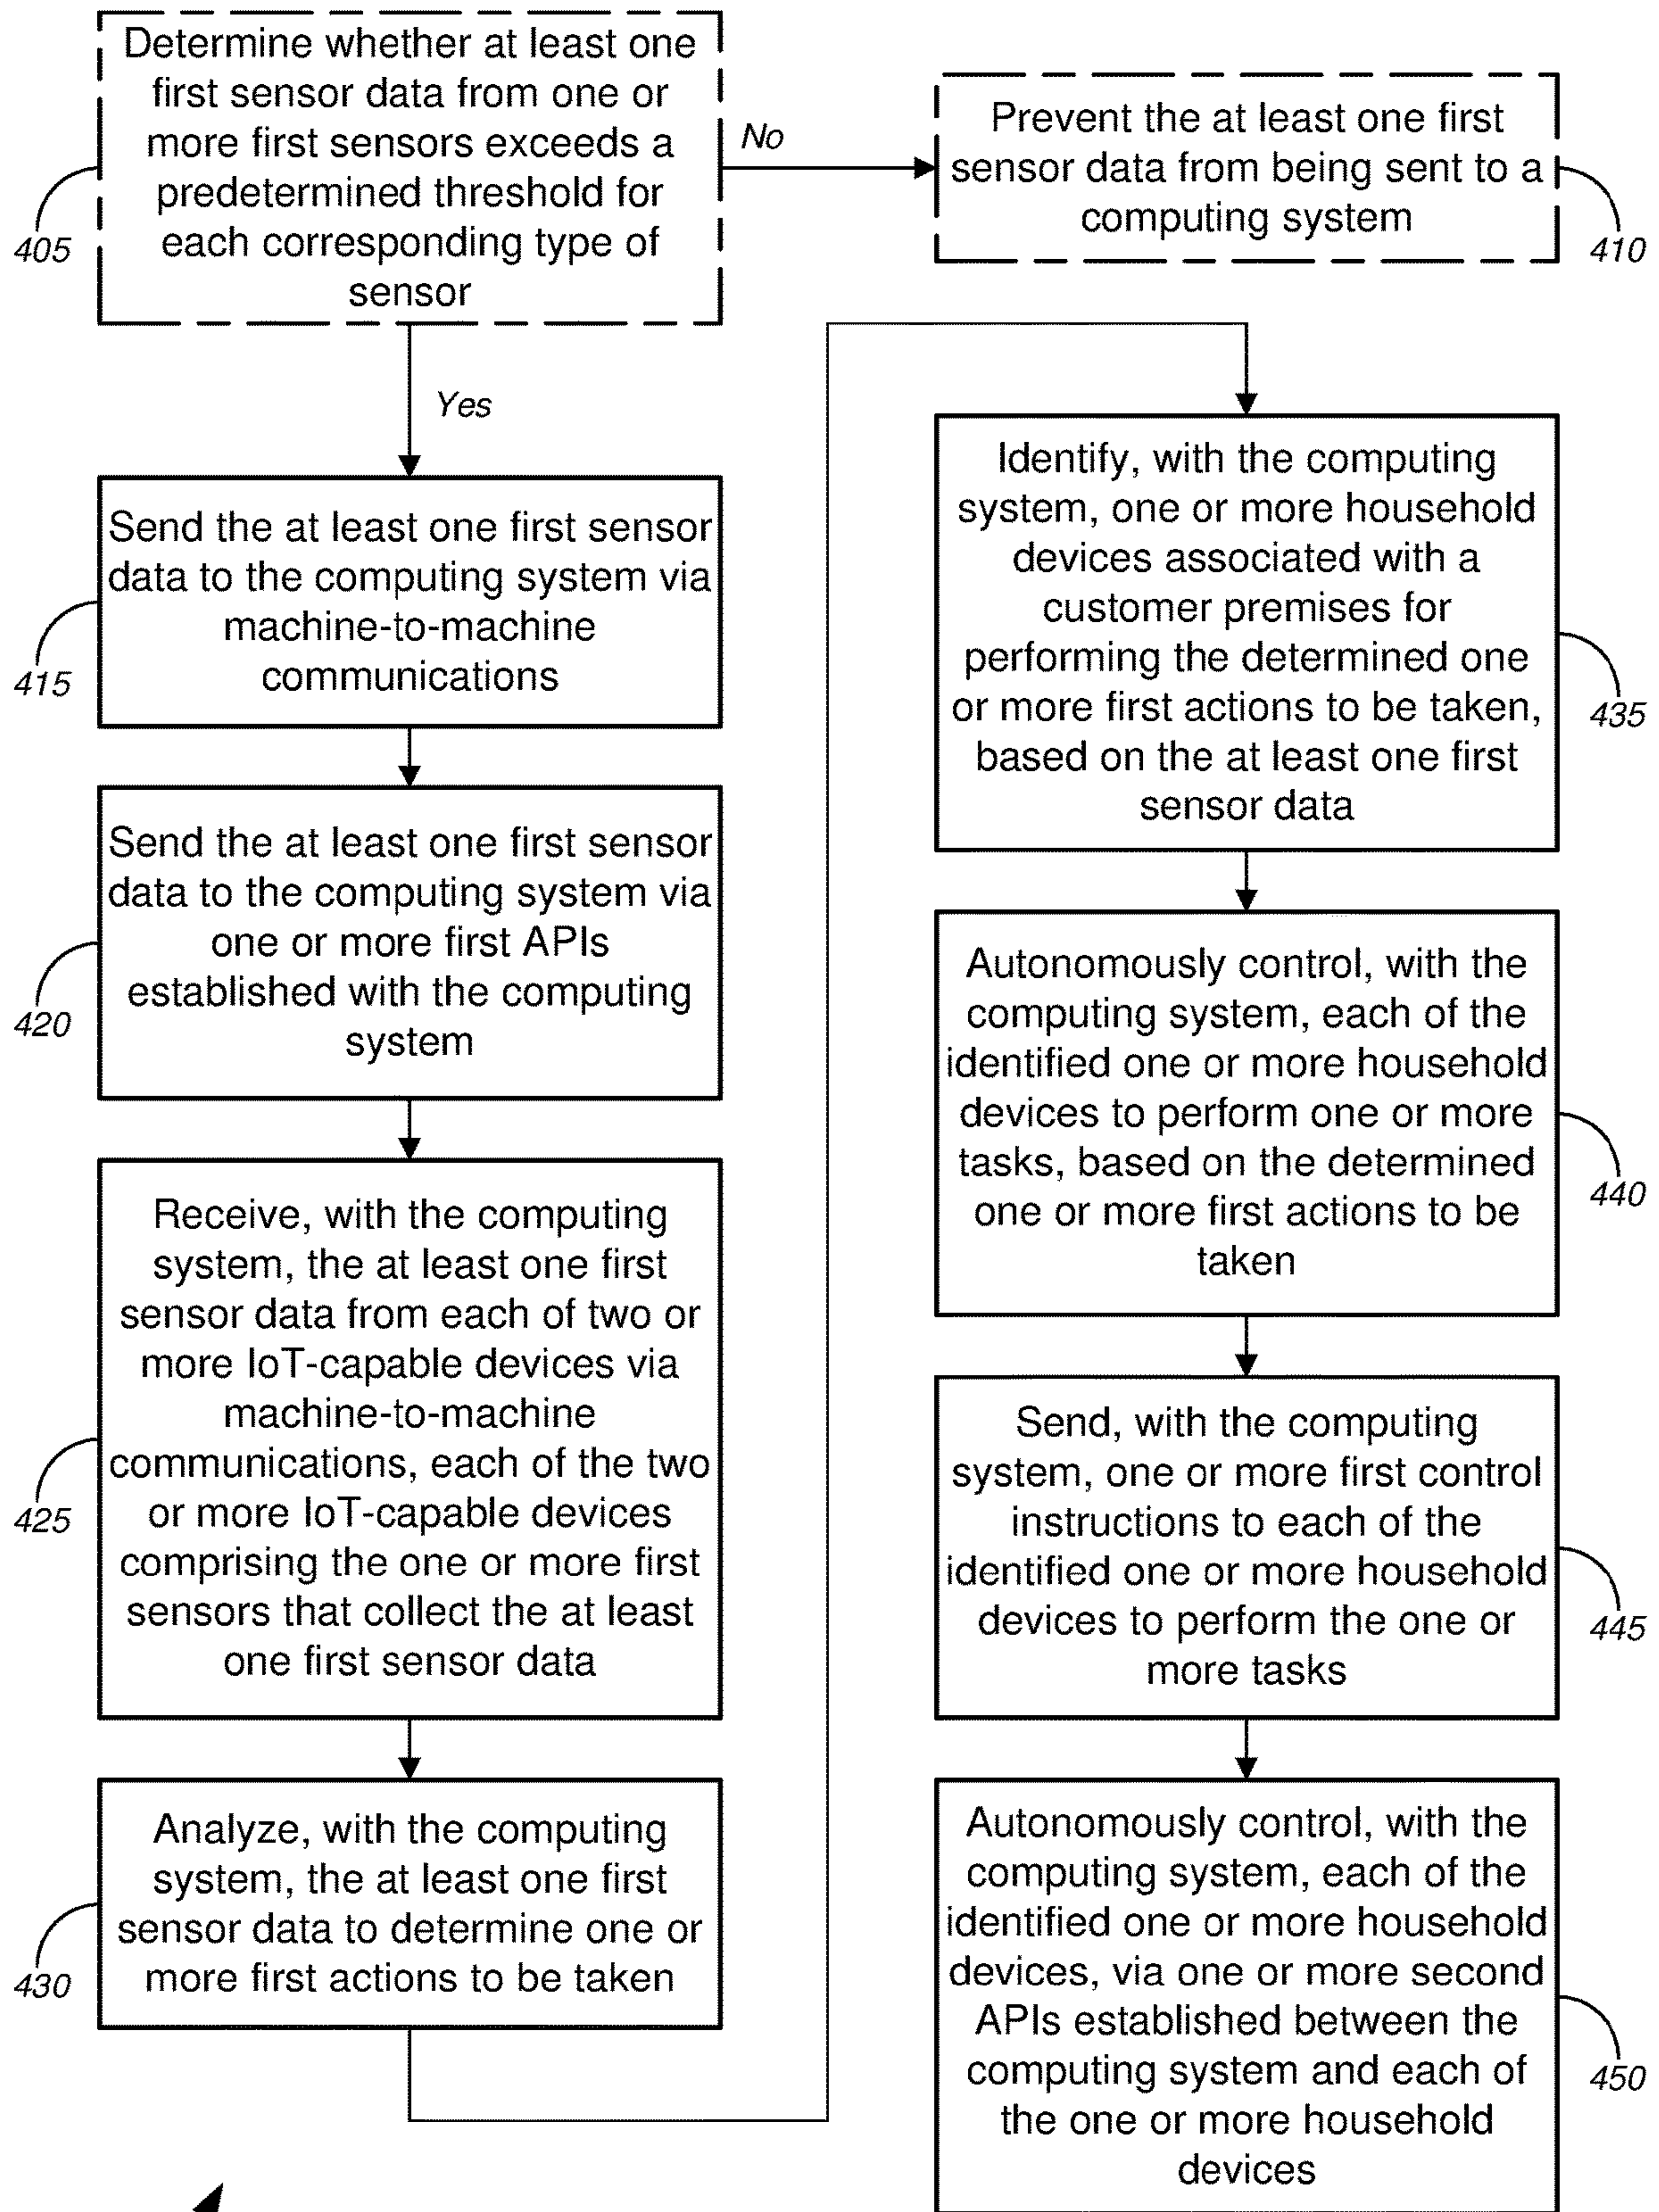 Determine whether at least one
first sensor data from one or
more first sensors exceeds a
predetermined threshold for
each corresponding type of
sensor
405
No
Prevent the at least one first
sensor data from being sent to a
computing system
410
Yes
Send the at least one first sensor
data to the computing system via
machine-to-machine
communications
415
Send the at least one first sensor
data to the computing system via
one or more first APIs
established with the computing
system
420
Receive, with the computing
system, the at least one first
sensor data from each of two or
more IoT-capable devices via
machine-to-machine
communications, each of the two
or more IoT-capable devices
comprising the one or more first
sensors that collect the at least
one first sensor data
425
Analyze, with the computing
system, the at least one first
sensor data to determine one or
more first actions to be taken
430
Identify, with the computing
system, one or more household
devices associated with a
customer premises for
performing the determined one
or more first actions to be taken,
based on the at least one first
sensor data
435
Autonomously control, with the
computing system, each of the
identified one or more household
devices to perform one or more
tasks, based on the determined
one or more first actions to be
taken
440
Send, with the computing
system, one or more first control
instructions to each of the
identified one or more household
devices to perform the one or
more tasks
445
Autonomously control, with the
computing system, each of the
identified one or more household
devices, via one or more second
APIs established between the
computing system and each of
the one or more household
devices
450